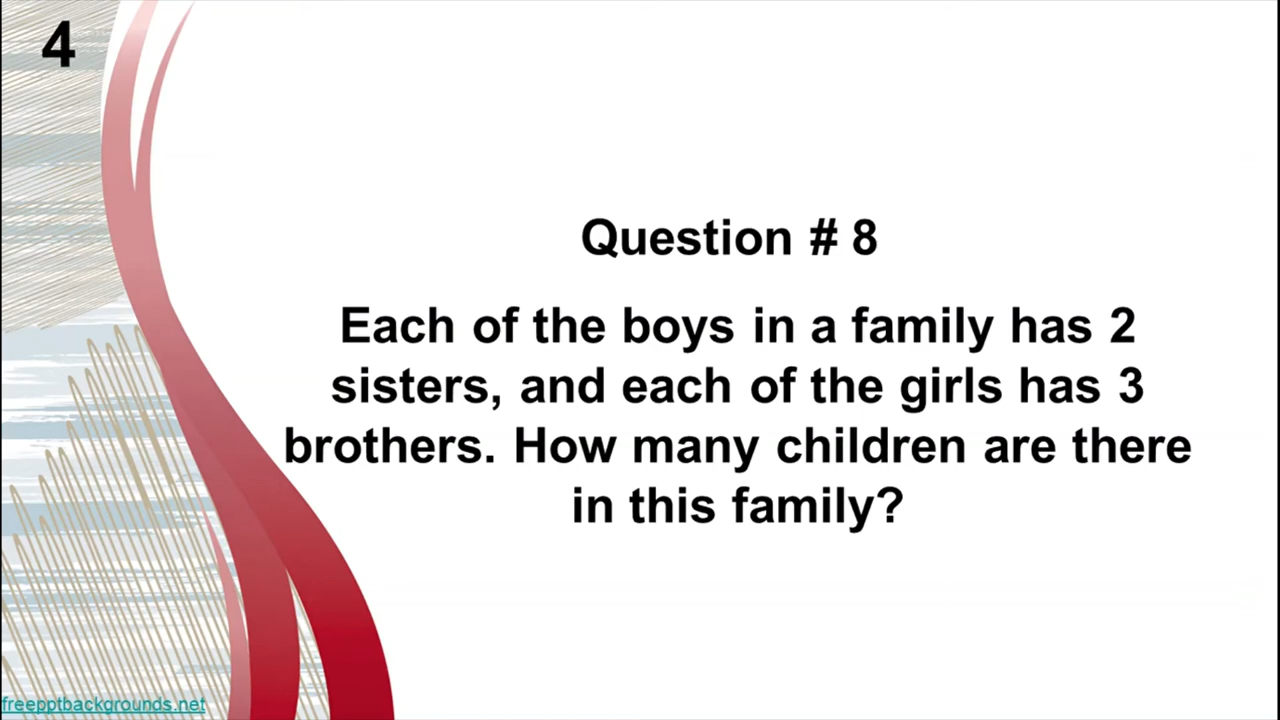 4
Question # 8
Each of the boys in a family has 2
sisters, and each of the girls has 3
brothers. How many children are there
in this family?
freepptbackgrounds.net